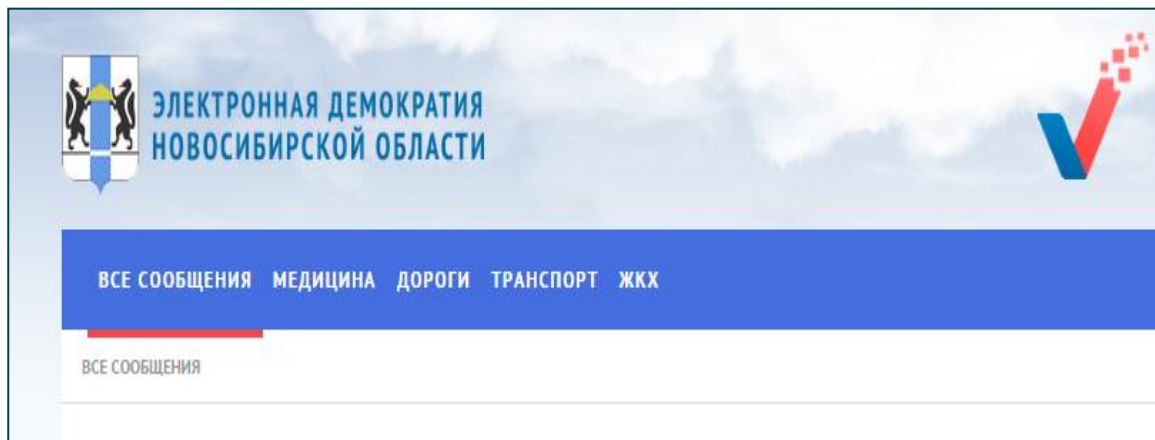 ЭЛЕКТРОННАЯ ДЕМОКРАТИЯ
НОВОСИБИРСКОЙ ОБЛАСТИ
ВСЕ СООБЩЕНИЯ МЕДИЦИНА ДОРОГИ ТРАНСПОРТ ЖКХ
ВСЕ СООБЩЕНИЯ